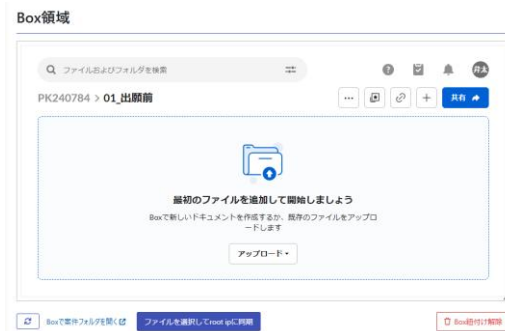 Box領域
ファイルおよびフォルダを検索
PK240784 > 01_出願前
共有
最初のファイルを追加して開始しましょう
Boxで新しいドキュメントを作成するか、既存のファイルをアップロ
ードします
アップロード
Boxで案件フォルダを開く
ファイルを選択してroot ipに同期
Box紐付け解除